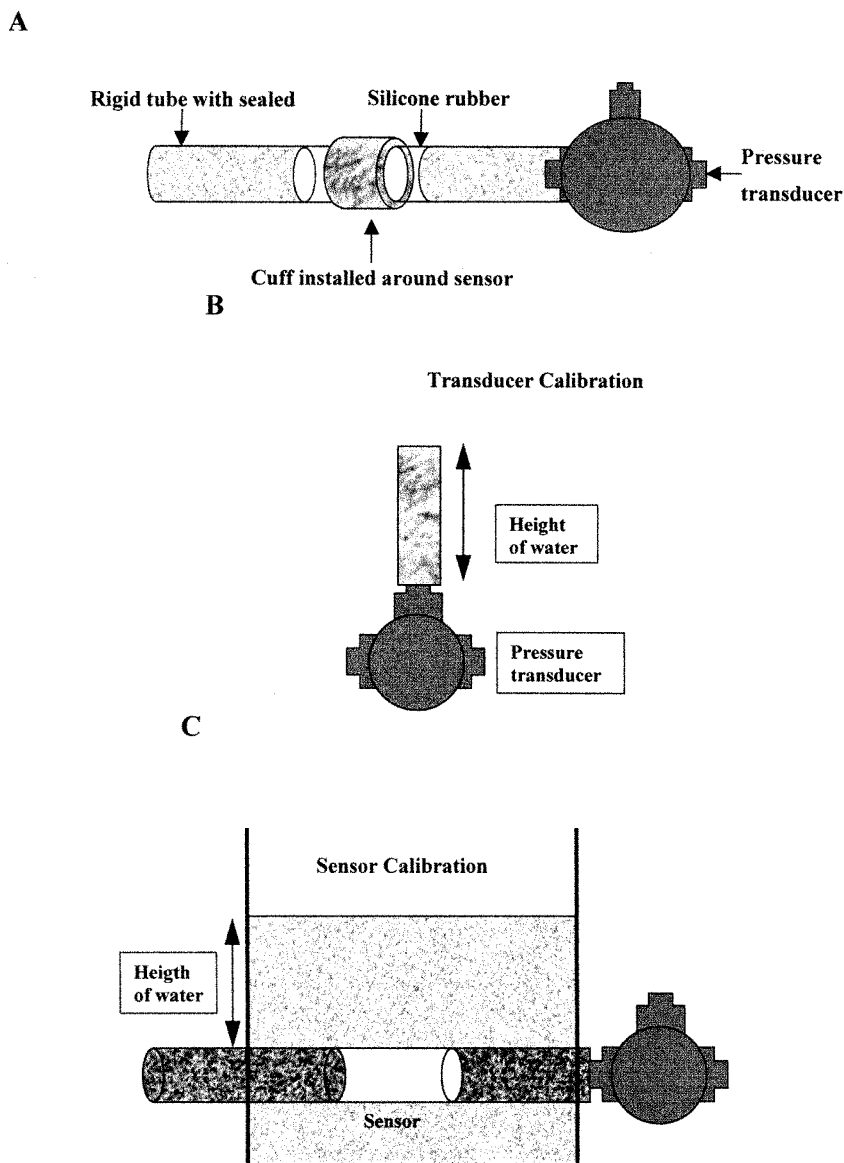 A
Rigid tube with sealed
Silicone rubber
Pressure
transducer
Cuff installed around sensor
B
Transducer Calibration
Height
of water
Pressure
transducer
C
Sensor Calibration
Heigth
of water
Sensor